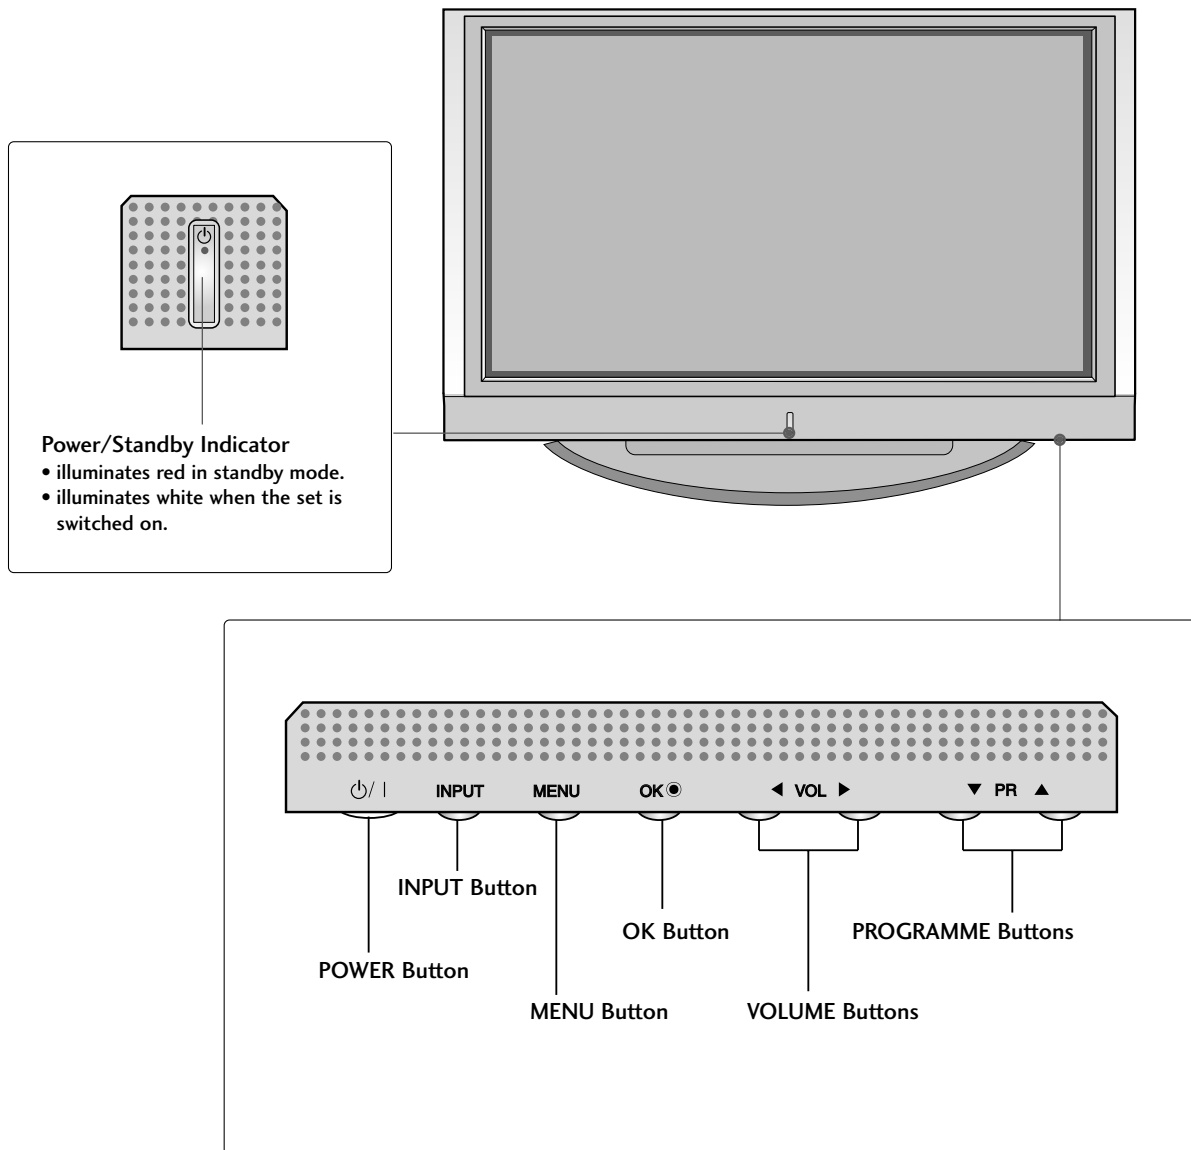 Power/Standby Indicator
• illuminates red in standby mode.
• illuminates white when the set is
switched on.
⏻/ I
INPUT
MENU
OK
◀ VOL ▶
▼ PR ▲
INPUT Button
OK Button
PROGRAMME Buttons
POWER Button
MENU Button
VOLUME Buttons